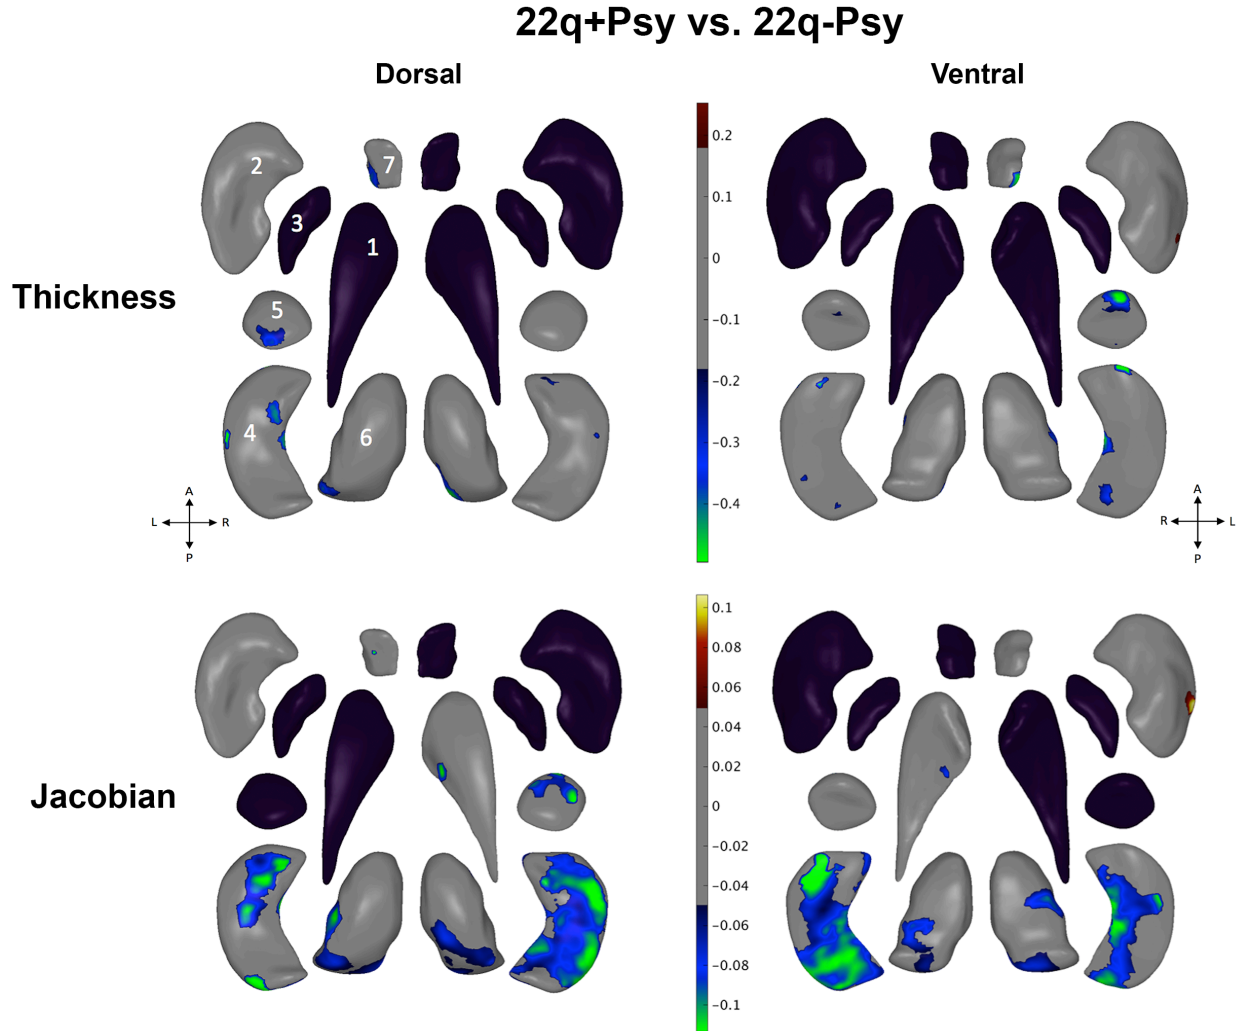 22q+Psy vs. 22q-Psy
Dorsal
Ventral
Thickness
2
7
3
1
5
4
6
0.2
0.1
0
−0.1
−0.2
−0.3
−0.4
A
L
R
P
A
R
L
P
Jacobian
0.1
0.08
0.06
0.04
0.02
0
−0.02
−0.04
−0.06
−0.08
−0.1